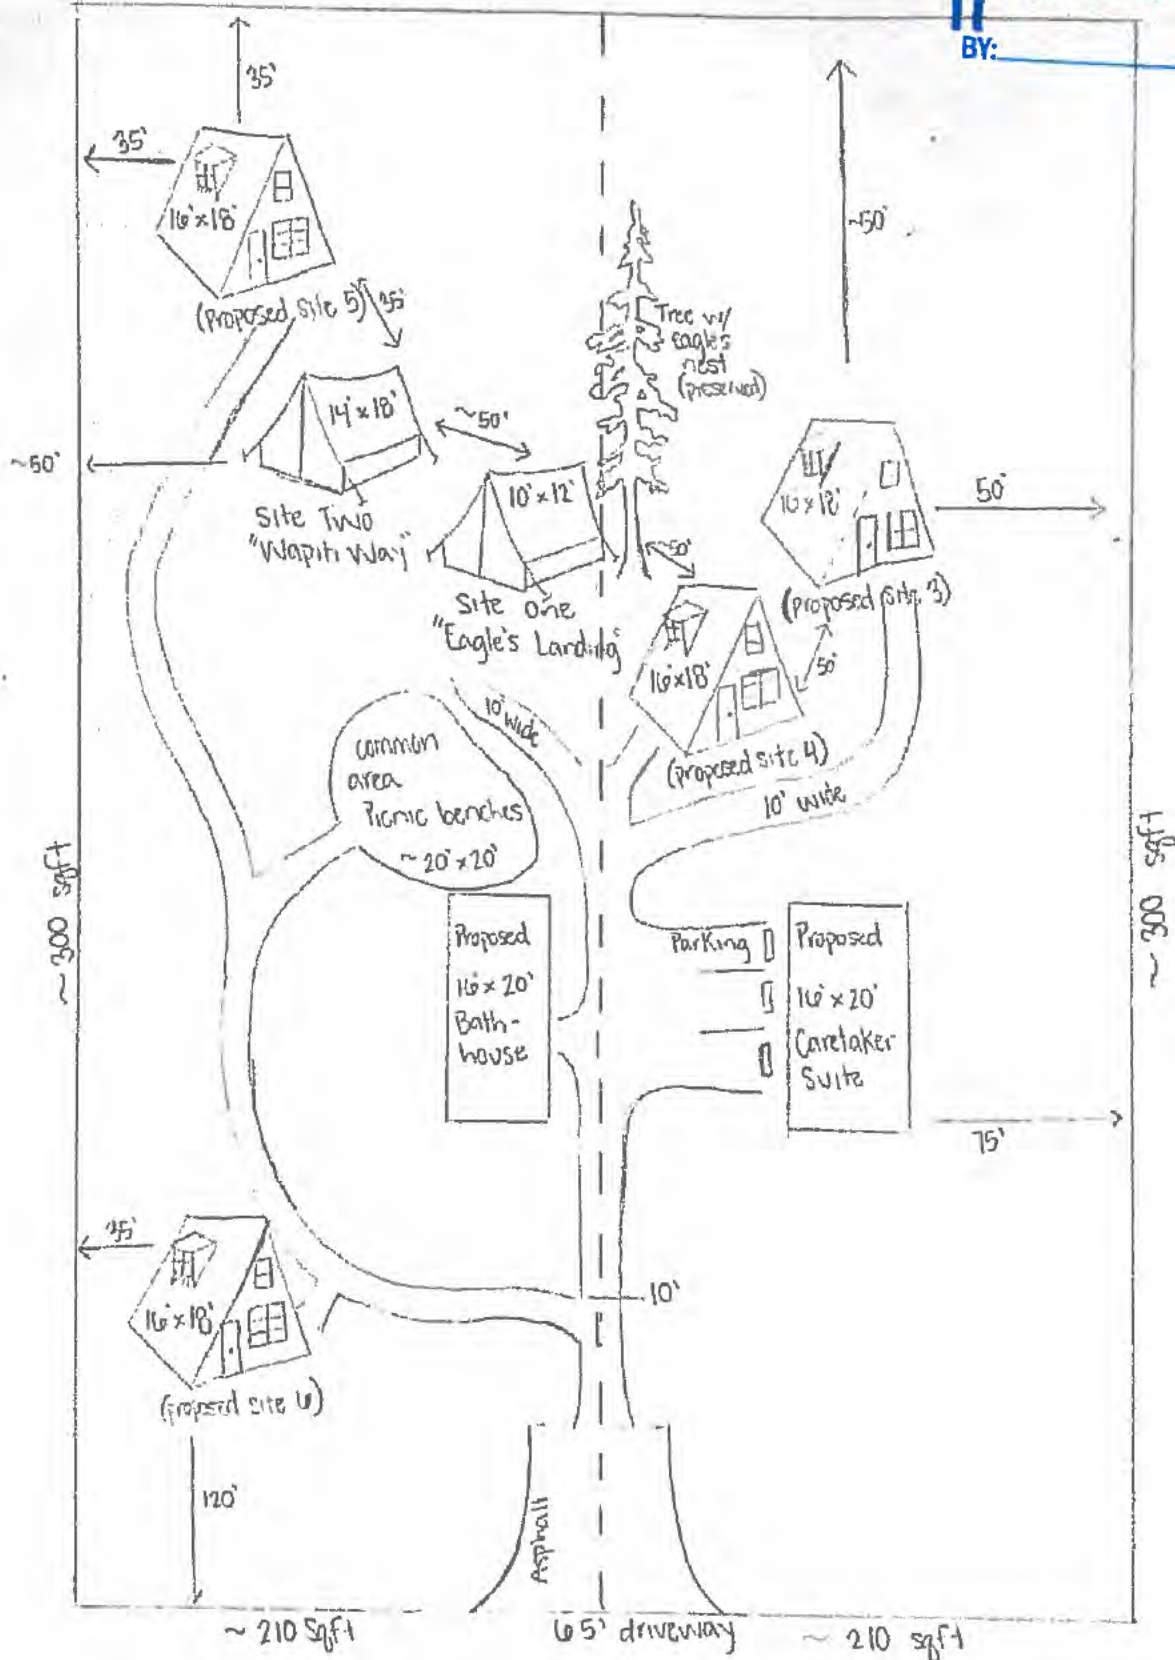 BY:
35'
35'
16'x18'
(proposed site 5)
35'
~50'
Tree w/
Eagle's
nest
(preserved)
14'x18'
~50'
~50'
10'x12'
16'x18'
50'
Site Two
"Wapiti Way"
~50'
Site One
"Eagle's Landing"
(proposed site 3)
16'x18'
50'
10' wide
(proposed site 4)
10' wide
common
area
Picnic benches
~20'x20'
~300 sqft
~300 sqft
Proposed
16'x20'
Bath-
house
Parking
Proposed
16'x20'
Caretaker
Suite
75'
35'
16'x18'
10'
(proposed site 6)
120'
Asphalt
~210 sqft
65' driveway
~210 sqft